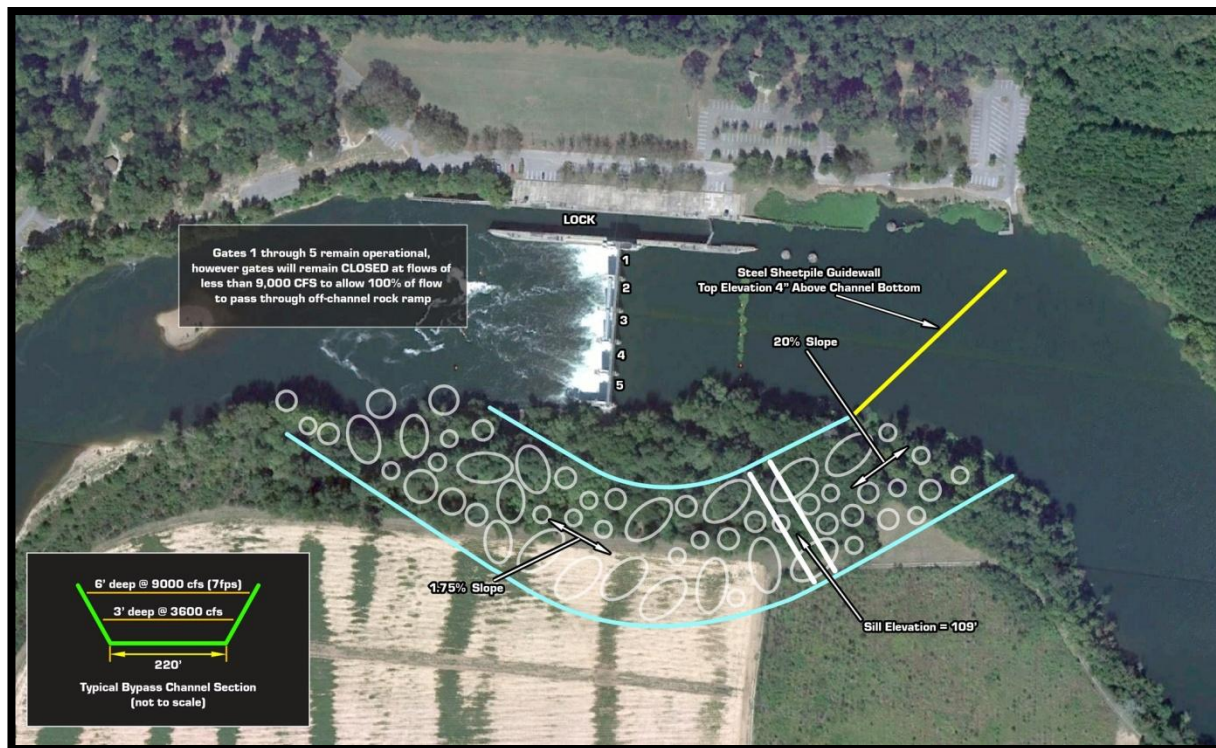 LOCK
Gates 1 through 5 remain operational,
however gates will remain CLOSED at flows of
less than 9,000 CFS to allow 100% of flow
to pass through off-channel rock ramp
1
2
3
4
5
Steel Sheetpile Guidewall
Top Elevation 4" Above Channel Bottom
20% Slope
1.75% Slope
Sill Elevation = 109'
6' deep @ 9000 cfs (7fps)
3' deep @ 3600 cfs
220'
Typical Bypass Channel Section
(not to scale)